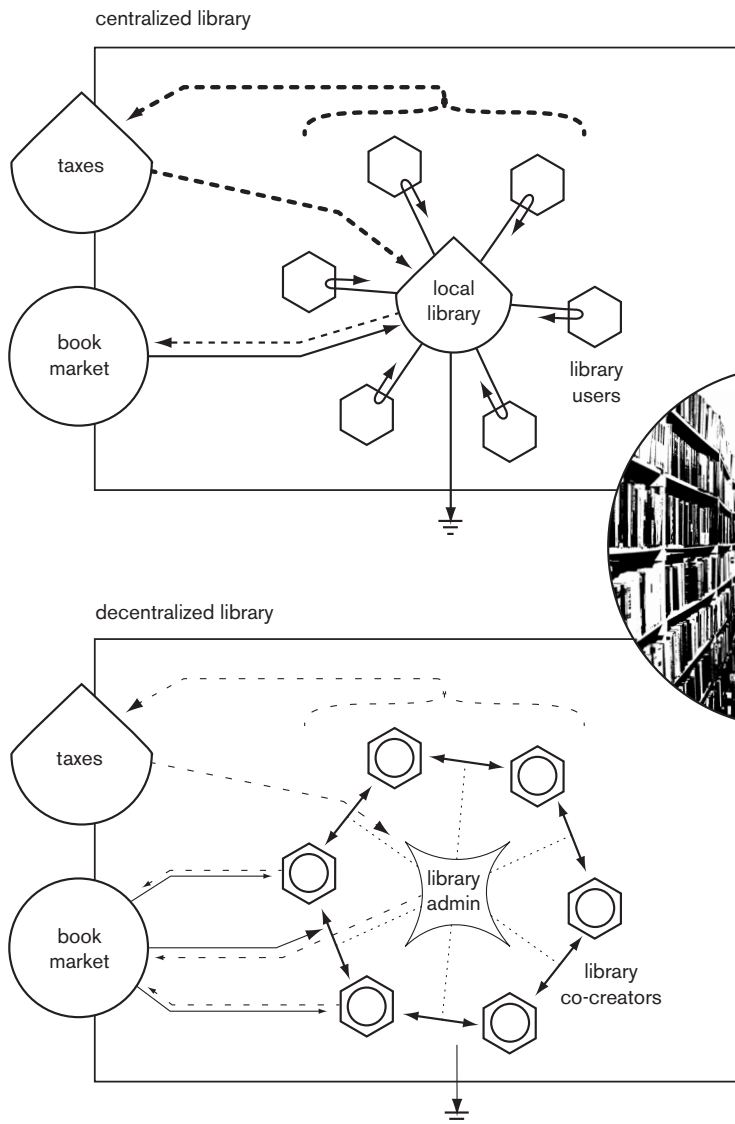 centralized library
taxes
local
library
book
market
library
users
decentralized library
taxes
library
admin
book
market
library
co-creators